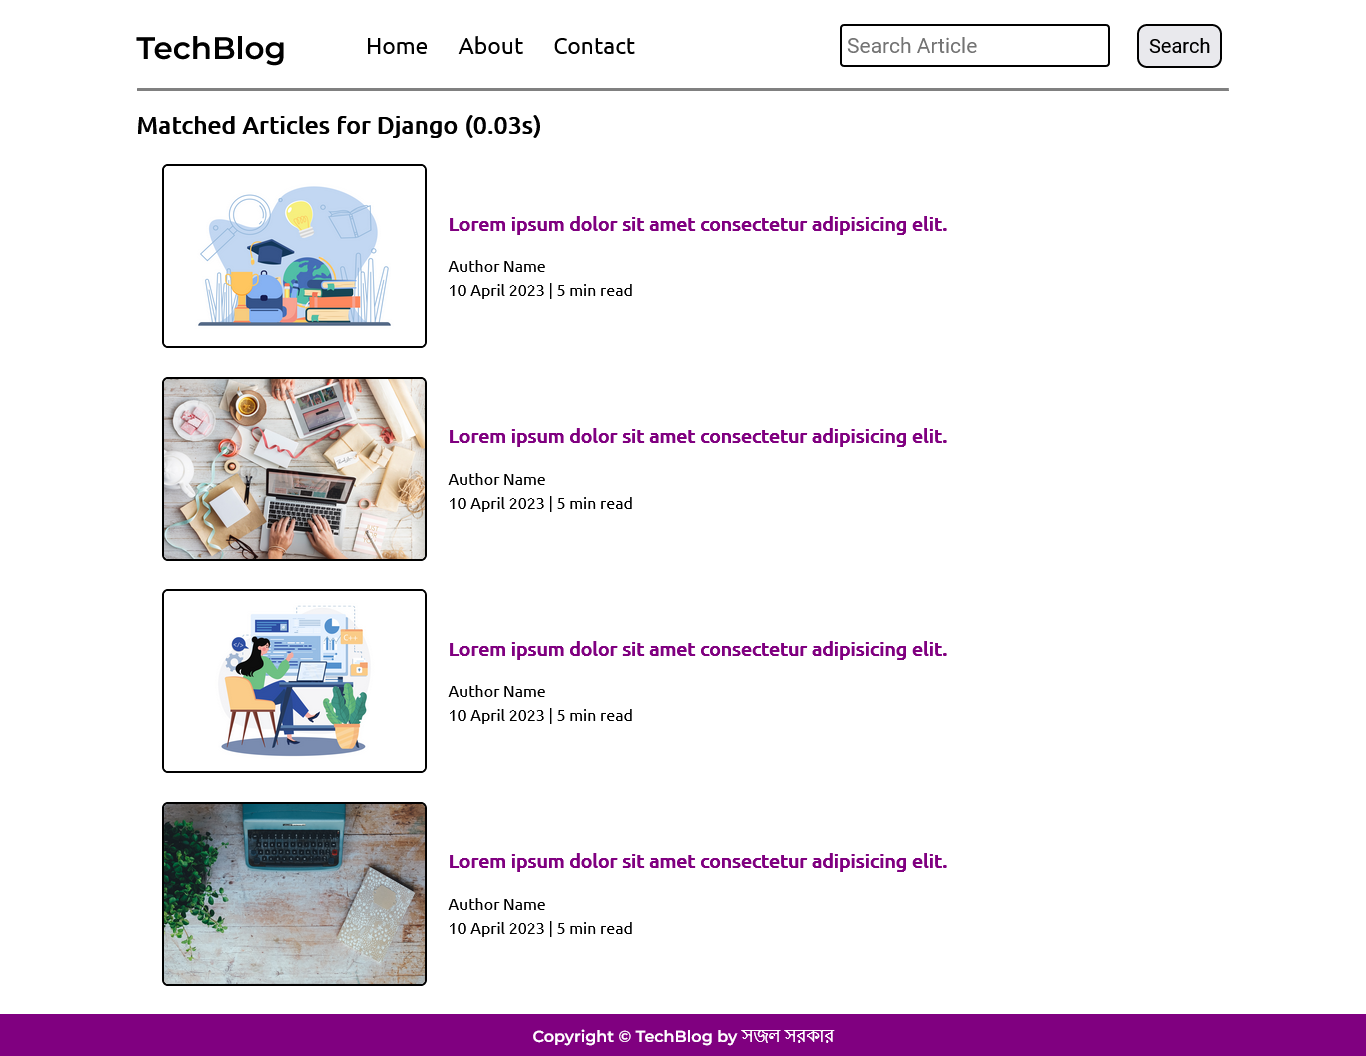 TechBlog Home About Contact Search Article Search
Matched Articles for Django (0.03s)
Lorem ipsum dolor sit amet consectetur adipisicing elit.
Author Name
10 April 2023 | 5 min read
Lorem ipsum dolor sit amet consectetur adipisicing elit.
Author Name
10 April 2023 | 5 min read
C++
</>
Lorem ipsum dolor sit amet consectetur adipisicing elit.
Author Name
10 April 2023 | 5 min read
Lorem ipsum dolor sit amet consectetur adipisicing elit.
Author Name
10 April 2023 | 5 min read
Copyright © TechBlog by সজল সরকার